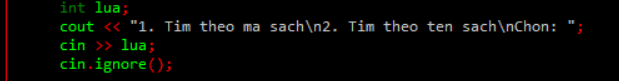 int lua;
cout << "1. Tim theo ma sach\n2. Tim theo ten sach\nChon: ";
cin >> lua;
cin.ignore();